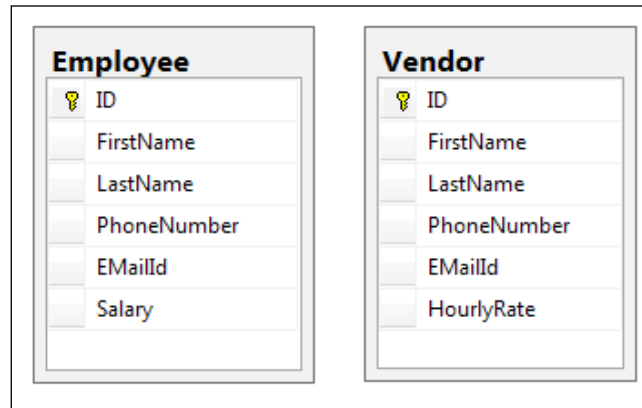 Employee
ID
FirstName
LastName
PhoneNumber
EMailId
Salary
Vendor
ID
FirstName
LastName
PhoneNumber
EMailId
HourlyRate